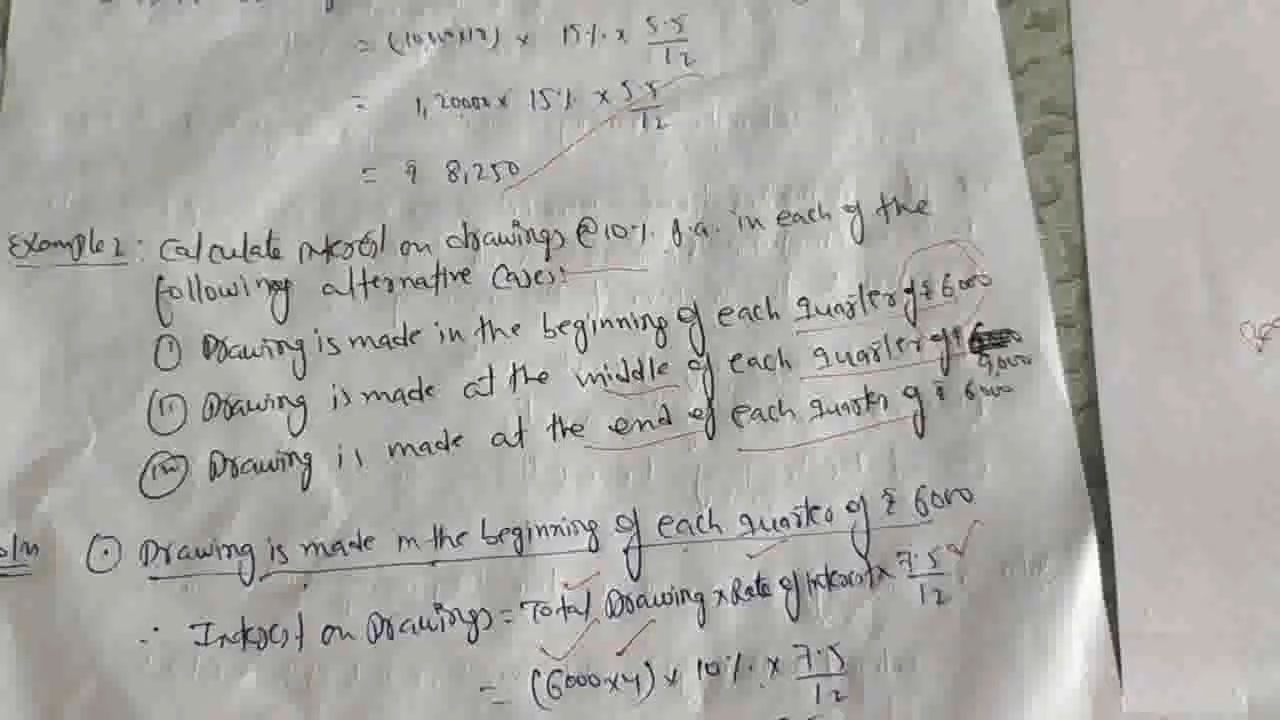 = (10,000x12) x 15% x 5.5/12
= 1,20000 x 15% x 5.5/12
= ₹ 8,250
Example 2: Calculate interest on drawings @ 10% p.a. in each of the
following alternative Cases:
(i) Drawing is made in the beginning of each quarter of ₹ 6000
(ii) Drawing is made at the middle of each quarter of ₹
9,000
(iii) Drawing is made at the end of each quarter of ₹ 6000
Soln (i) Drawing is made in the beginning of each quarter of ₹ 6000
∴ Interest on Drawings = Total Drawing x Rate of interest x 7.5/12
= (6000x4) x 10% x 7.5/12